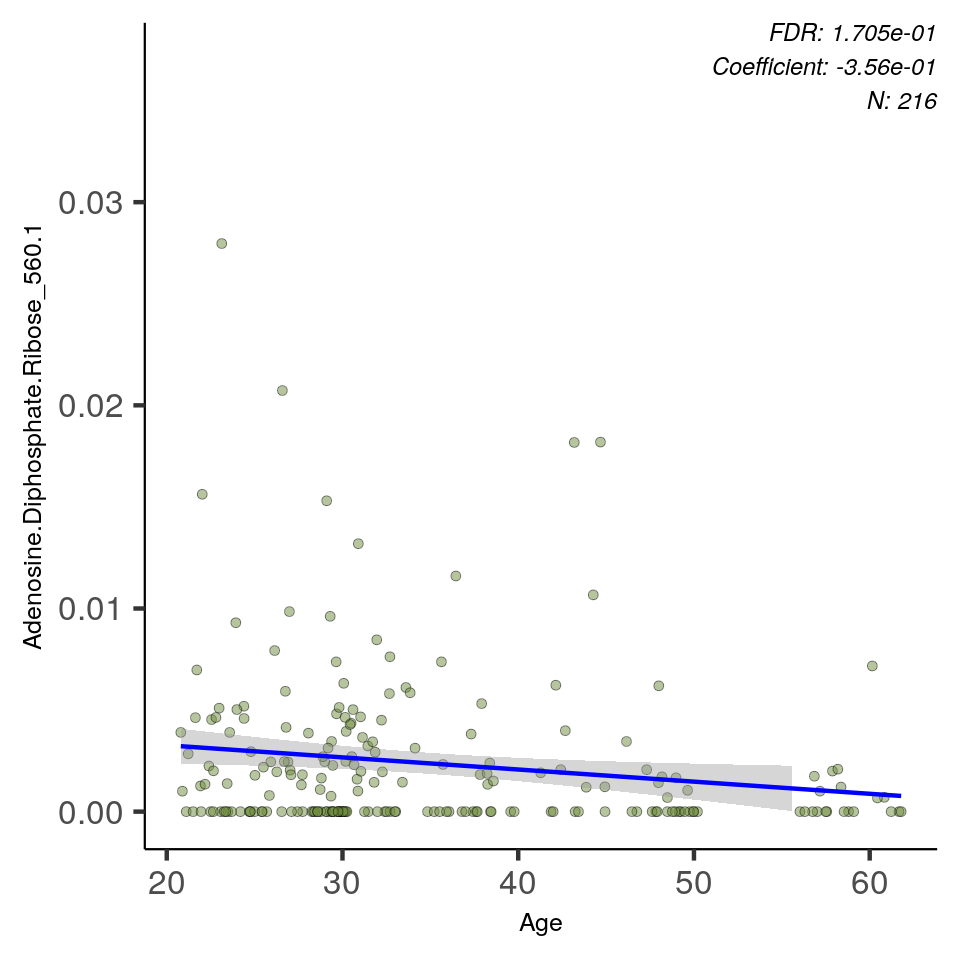 FDR: 1.705e-01
Coefficient: -3.56e-01
N: 216
Adenosine.Diphosphate.Ribose_560.1
0.03
0.02
0.01
0.00
20 30 40 50 60
Age